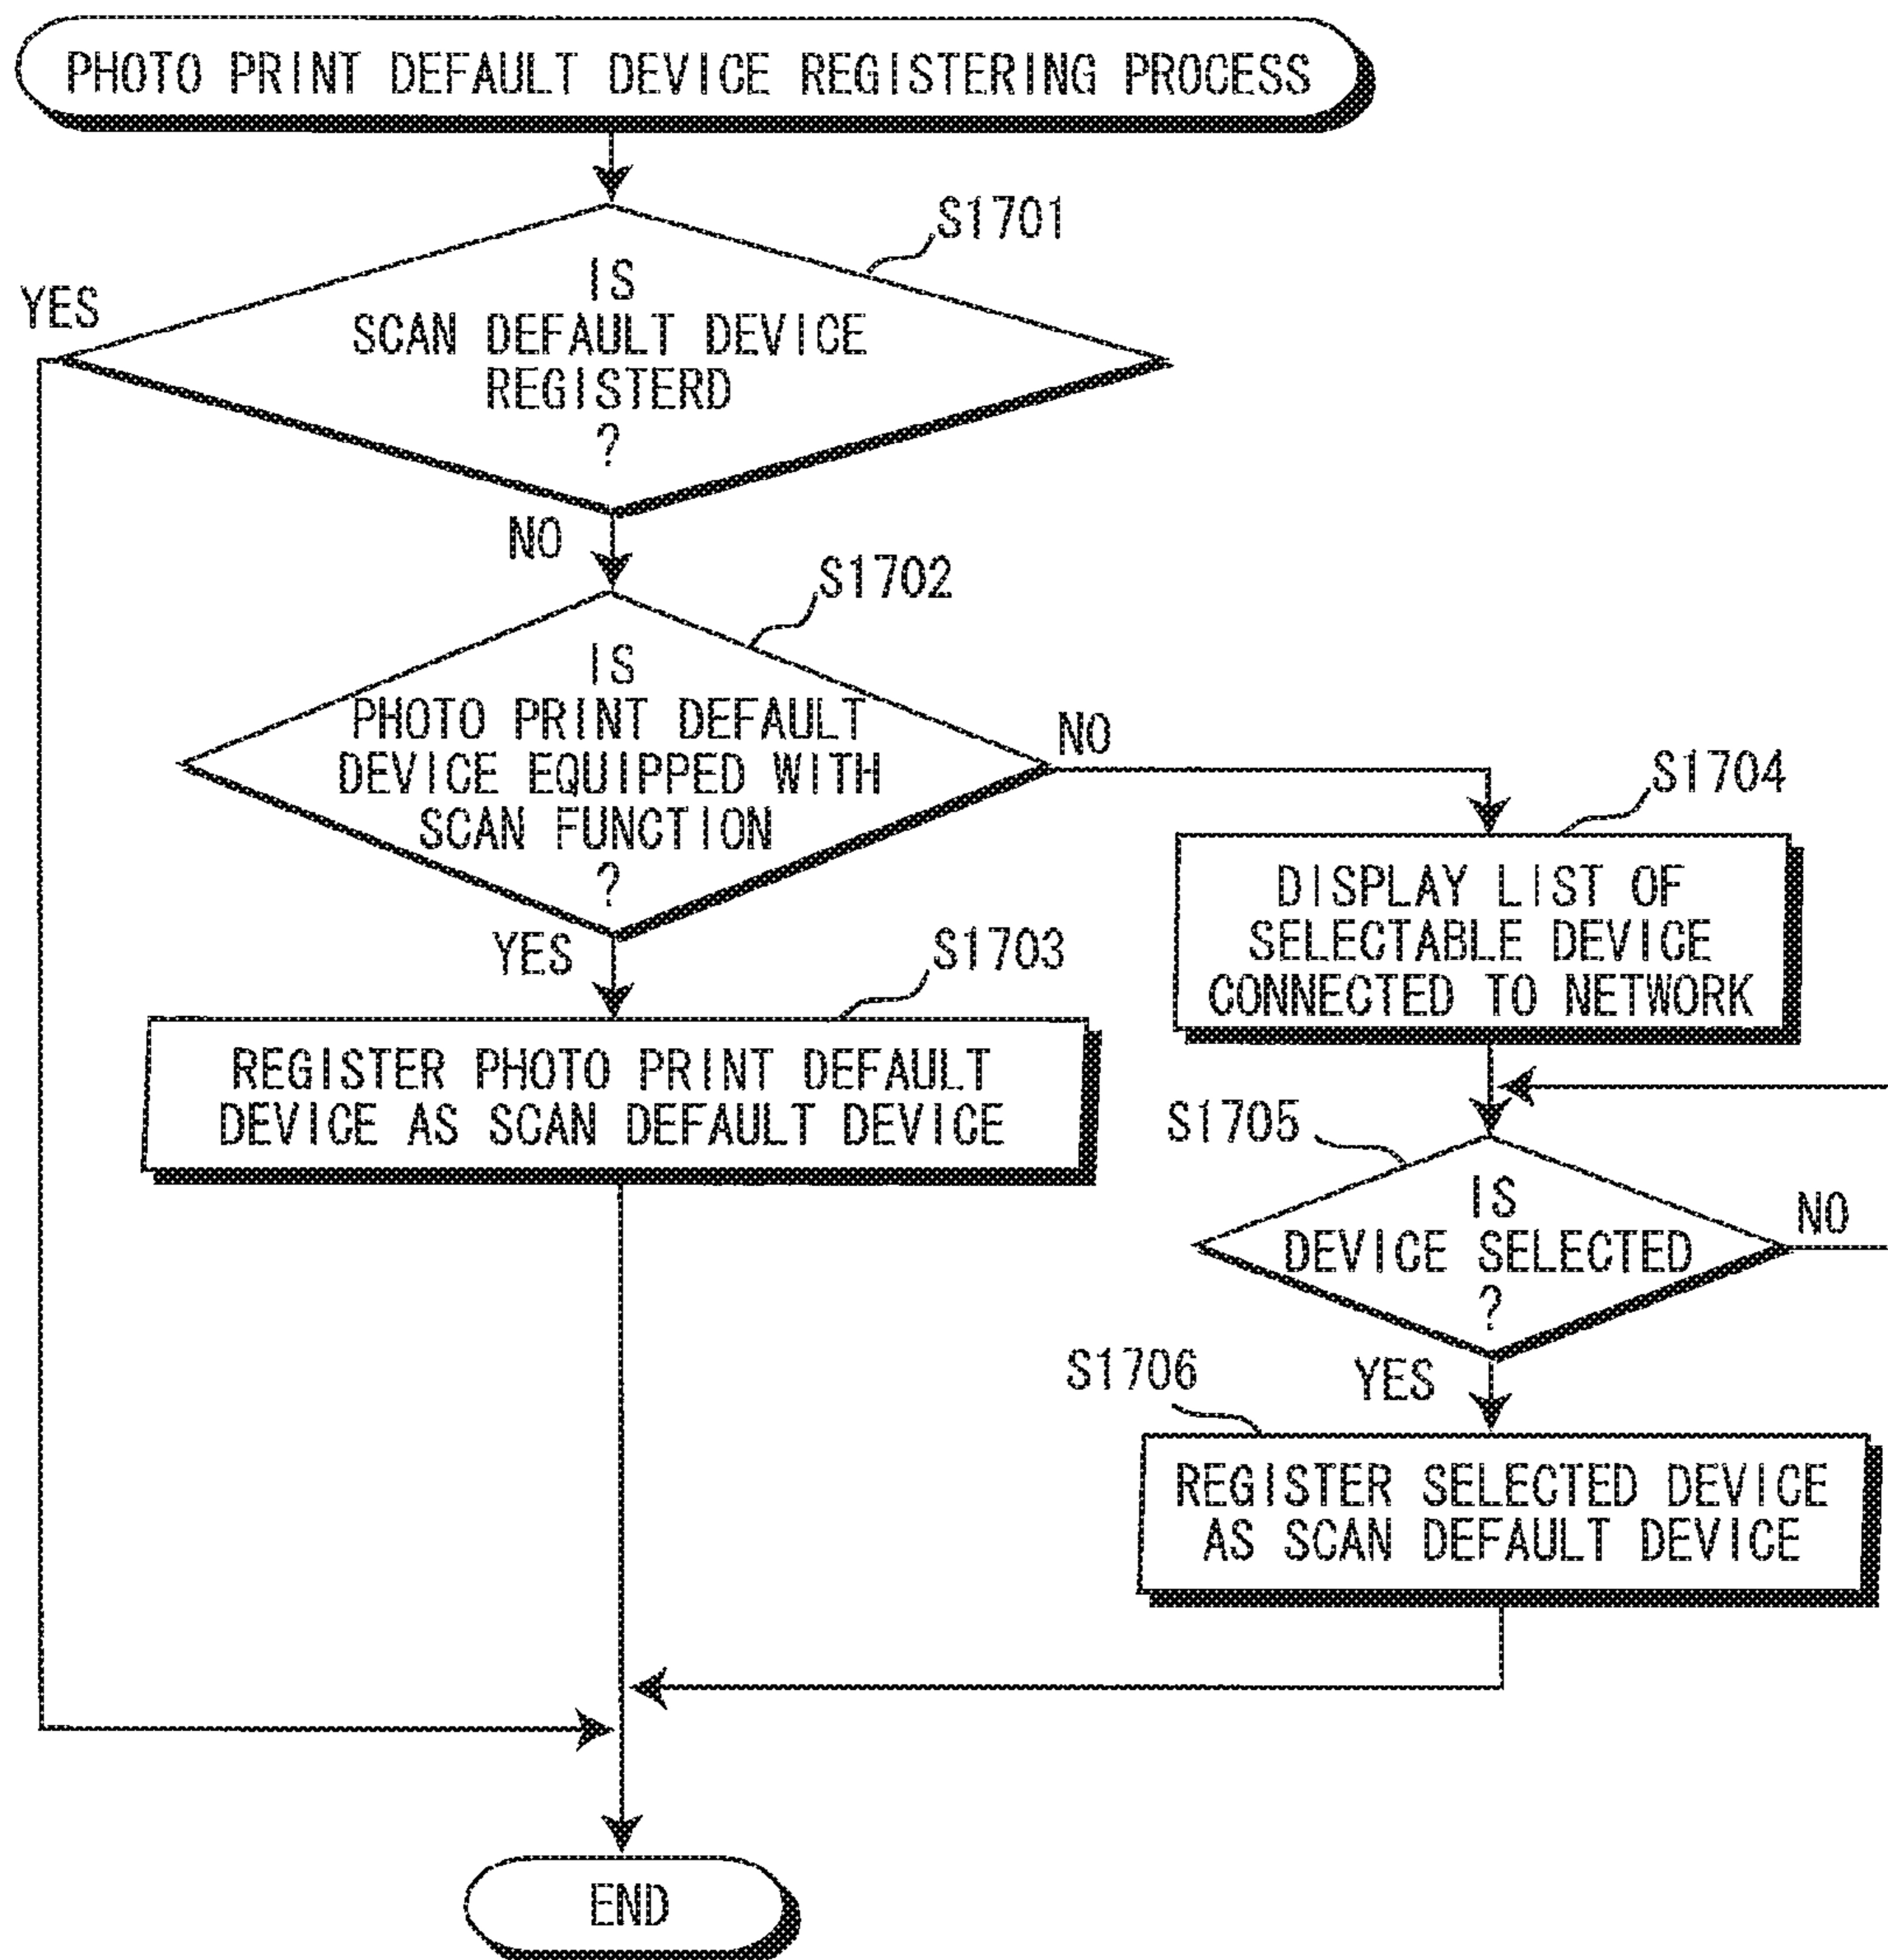 PHOTO PRINT DEFAULT DEVICE REGISTERING PROCESS
S1701
YES
IS
SCAN DEFAULT DEVICE
REGISTERD
?
NO
S1702
IS
PHOTO PRINT DEFAULT
DEVICE EQUIPPED WITH
SCAN FUNCTION
?
NO
YES
S1703
REGISTER PHOTO PRINT DEFAULT
DEVICE AS SCAN DEFAULT DEVICE
S1704
DISPLAY LIST OF
SELECTABLE DEVICE
CONNECTED TO NETWORK
S1705
IS
DEVICE SELECTED
?
NO
YES
S1706
REGISTER SELECTED DEVICE
AS SCAN DEFAULT DEVICE
END